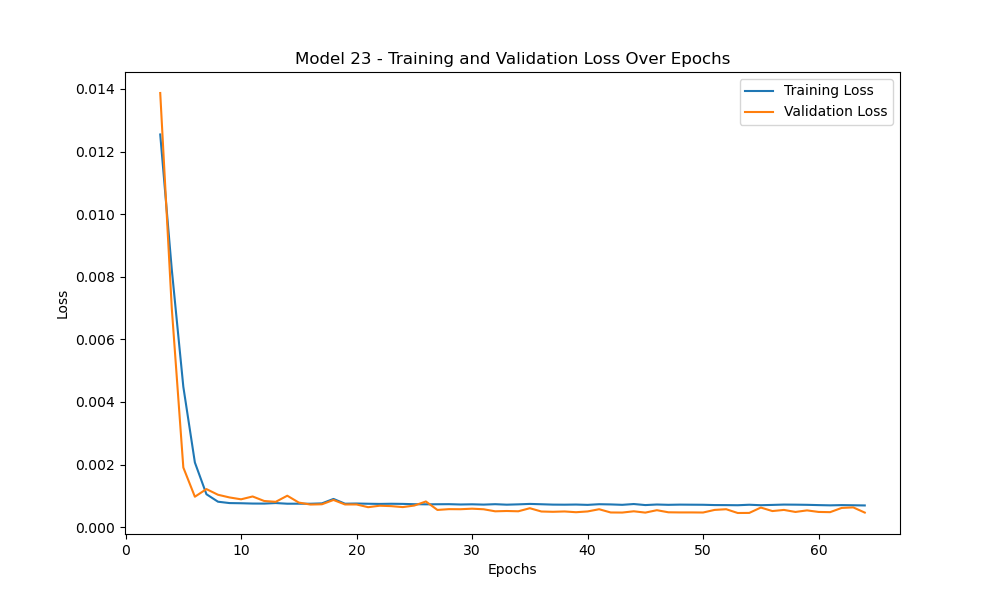 Model 23 - Training and Validation Loss Over Epochs
Training Loss
Validation Loss
0.014
0.012
0.010
0.008
0.006
0.004
0.002
0.000
Loss
0 10 20 30 40 50 60
Epochs